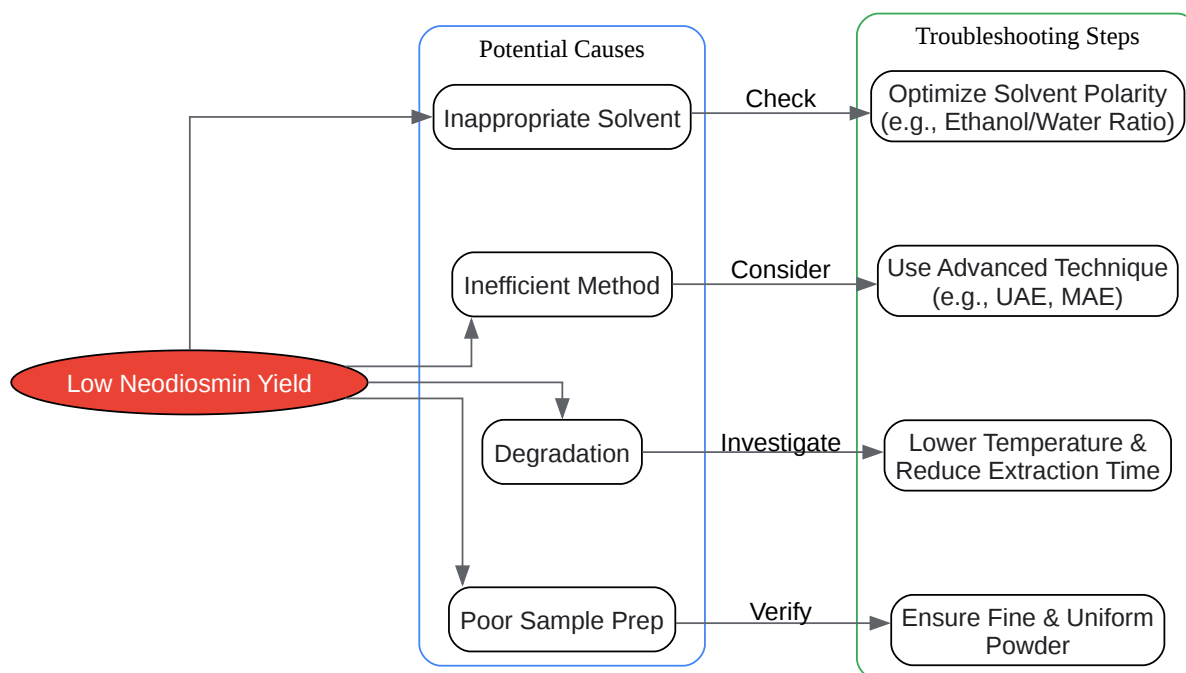 Potential Causes
Troubleshooting Steps
Inappropriate Solvent
Check
Optimize Solvent Polarity
(e.g., Ethanol/Water Ratio)
Inefficient Method
Consider
Use Advanced Technique
(e.g., UAE, MAE)
Low Neodiosmin Yield
Degradation
Investigate
Lower Temperature &
Reduce Extraction Time
Poor Sample Prep
Verify
Ensure Fine & Uniform
Powder